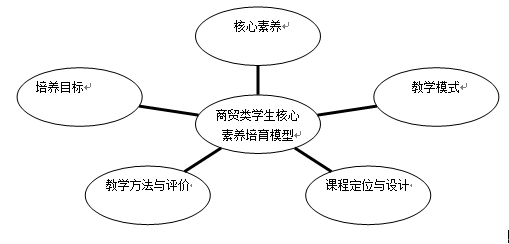 核心素养
培养目标
教学模式
商贸类学生核心
素养培育模型
教学方法与评价
课程定位与设计